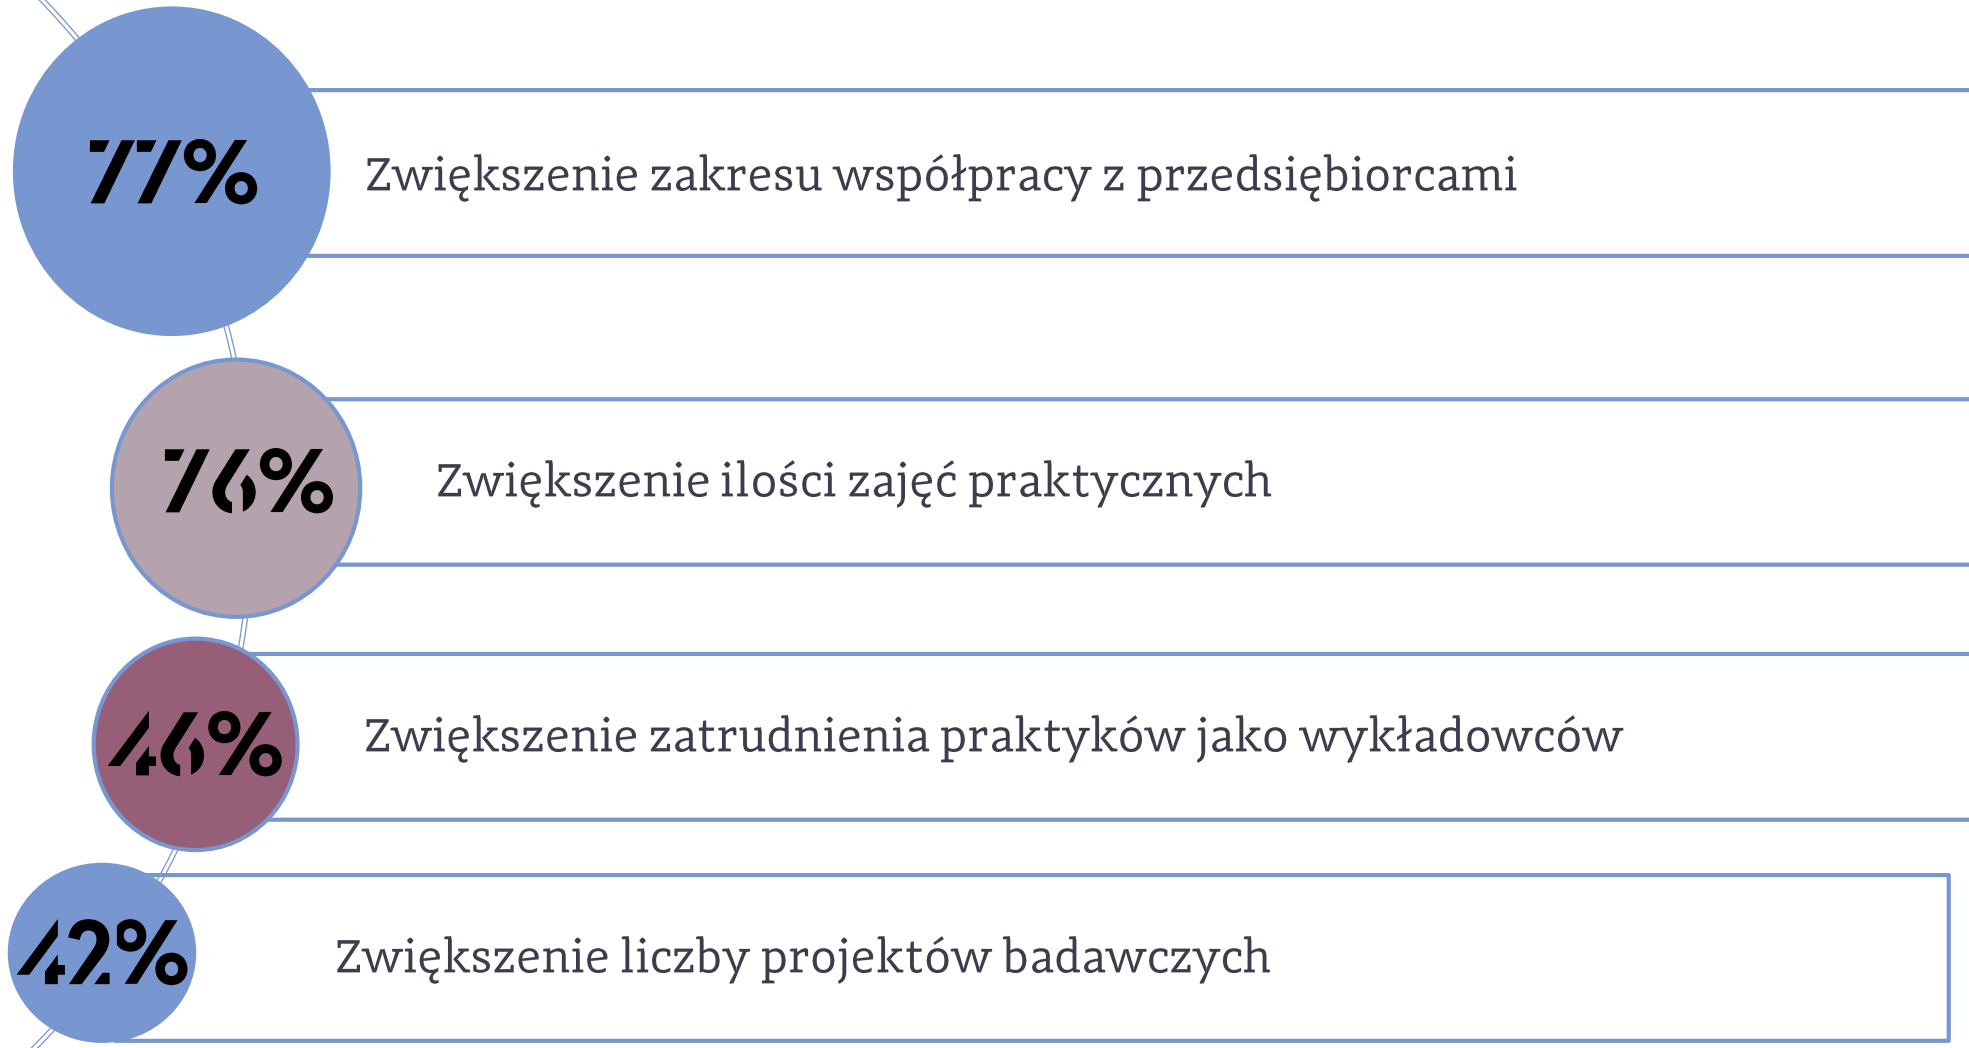 77%
Zwiększenie zakresu współpracy z przedsiębiorcami
76%
Zwiększenie ilości zajęć praktycznych
46%
Zwiększenie zatrudnienia praktyków jako wykładowców
42%
Zwiększenie liczby projektów badawczych